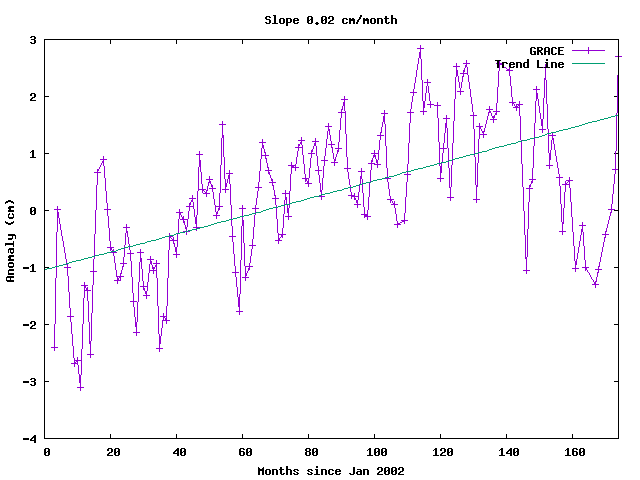 Slope 0.02 cm/month
GRACE
Trend Line
3
2
1
0
-1
-2
-3
-4
Anomaly (cm)
0 20 40 60 80 100 120 140 160
Months since Jan 2002